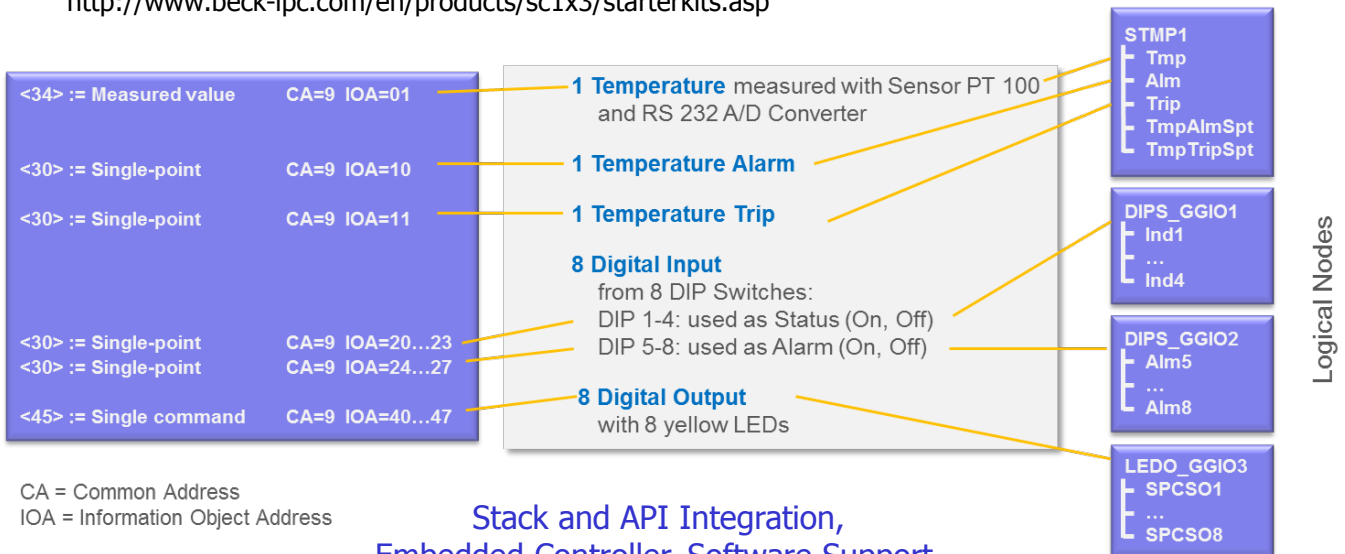 http://www.beck-ipc.com/en/products/sc1x3/starterkits.asp
<34> := Measured value CA=9 IOA=01
<30> := Single-point CA=9 IOA=10
<30> := Single-point CA=9 IOA=11
<30> := Single-point CA=9 IOA=20…23
<30> := Single-point CA=9 IOA=24…27
<45> := Single command CA=9 IOA=40…47
1 Temperature measured with Sensor PT 100
and RS 232 A/D Converter
1 Temperature Alarm
1 Temperature Trip
8 Digital Input
from 8 DIP Switches:
DIP 1-4: used as Status (On, Off)
DIP 5-8: used as Alarm (On, Off)
8 Digital Output
with 8 yellow LEDs
STMP1
Tmp
Alm
Trip
TmpAlmSpt
TmpTripSpt
DIPS_GGIO1
Ind1
...
Ind4
DIPS_GGIO2
Alm5
...
Alm8
LEDO_GGIO3
SPCSO1
...
SPCSO8
Logical Nodes
CA = Common Address
IOA = Information Object Address
Stack and API Integration,
Embedded Controller, Software Support